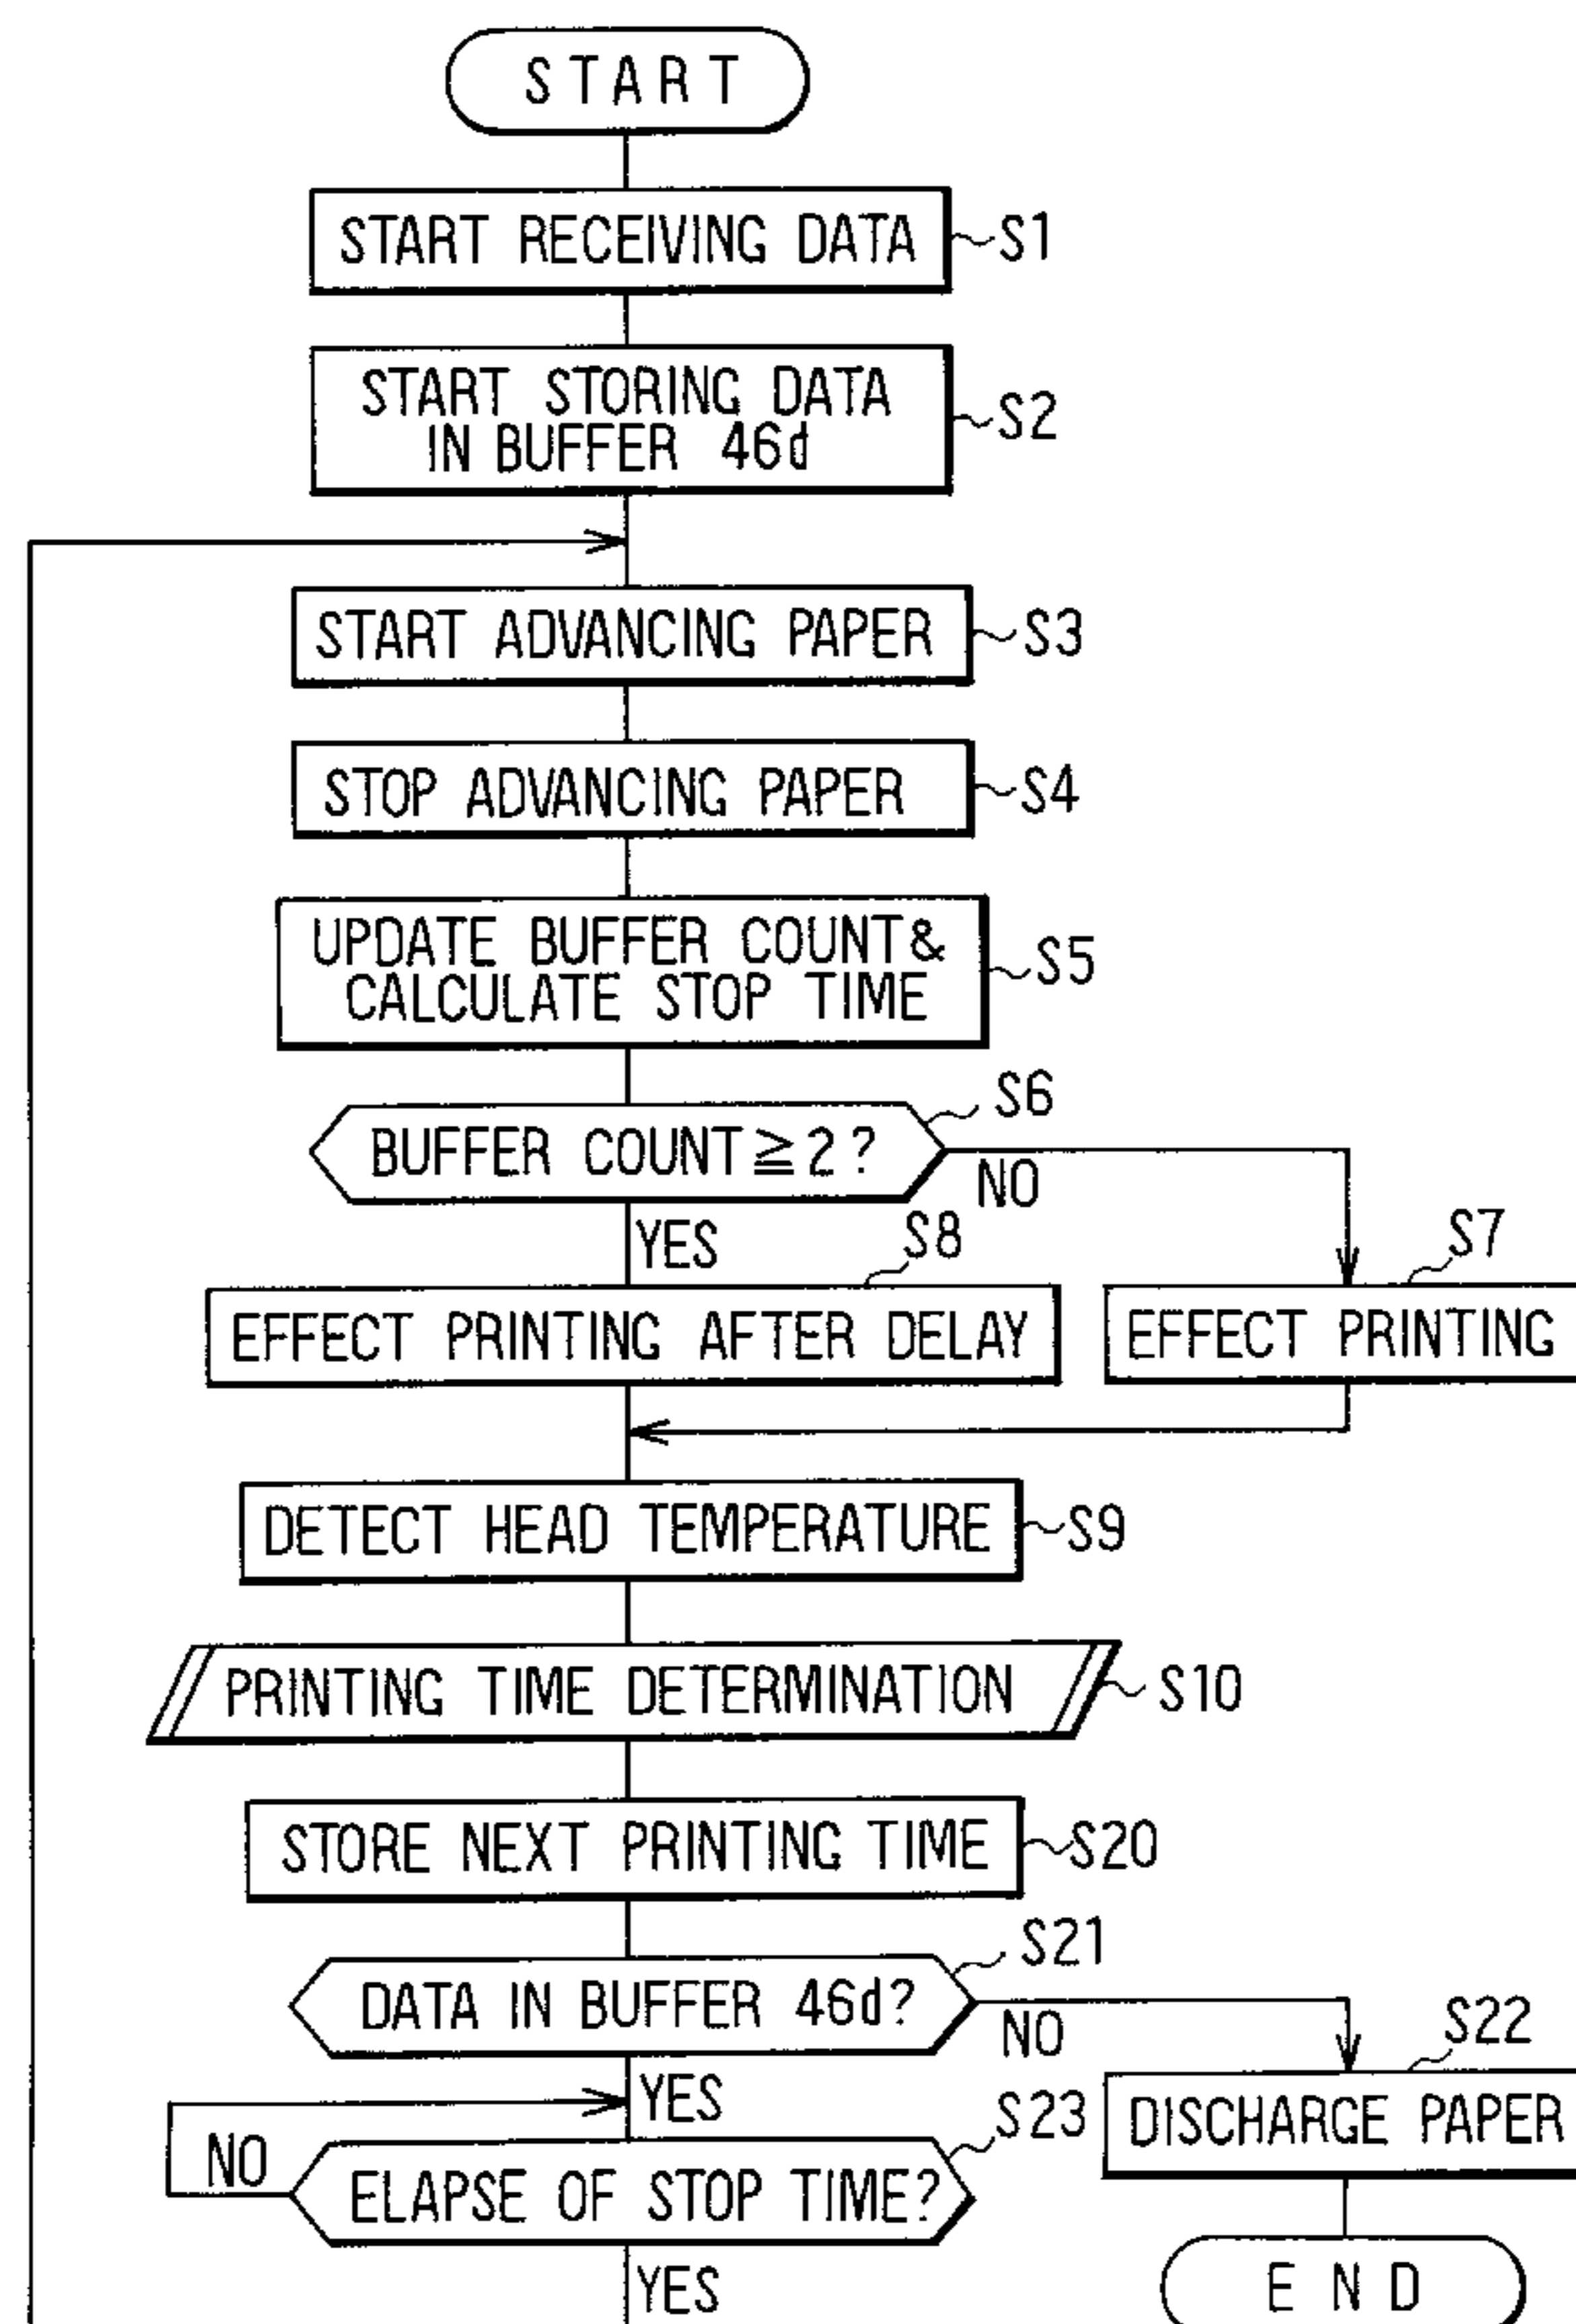 START
START RECEIVING DATA
S1
START STORING DATA
IN BUFFER 46d
S2
START ADVANCING PAPER
S3
STOP ADVANCING PAPER
S4
UPDATE BUFFER COUNT&
CALCULATE STOP TIME
S5
S6
BUFFER COUNT≧2?
NO
YES
S8
S7
EFFECT PRINTING AFTER DELAY
EFFECT PRINTING
DETECT HEAD TEMPERATURE
S9
PRINTING TIME DETERMINATION
S10
STORE NEXT PRINTING TIME
S20
S21
DATA IN BUFFER 46d?
NO
S22
YES
S23
DISCHARGE PAPER
NO
ELAPSE OF STOP TIME?
YES
END